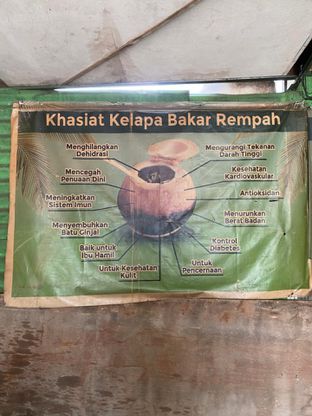 Khasiat Kelapa Bakar Rempah
Menghilangkan
Dehidrasi
Mencegah
Penuaan Dini
Meningkatkan
Sistem Imun
Menyembuhkan
Batu Ginjal
Baik untuk
Ibu Hamil
Untuk Kesehatan
Kulit
Mengurangi Tekanan
Darah Tinggi
Kesehatan
Kardiovaskular
Antioksidan
Menurunkan
Berat Badan
Kontrol
Diabetes
Untuk
Pencernaan